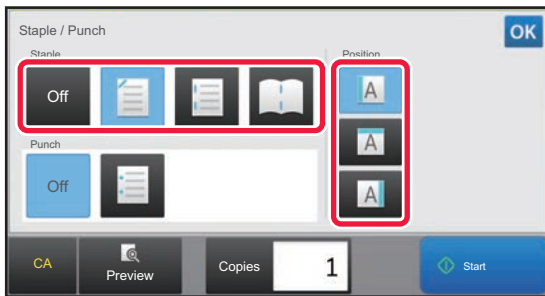 Staple / Punch
OK
Staple
Position
Off
A
Punch
A
Off
A
CA
Preview
Copies
1
Start